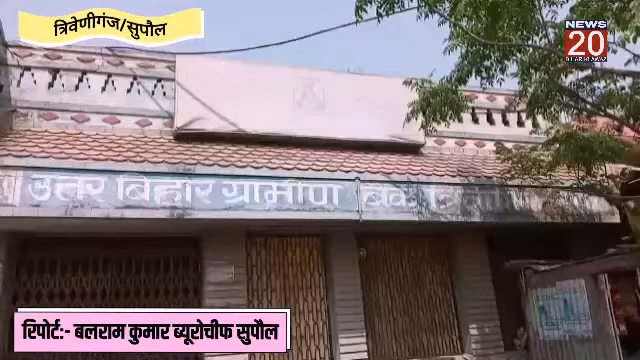 त्रिवेणीगंज/सुपौल
NEWS
20
उत्तर बिहार ग्रामीण बैंक
रिपोर्ट:- बलराम कुमार ब्यूरोचीफ सुपौल